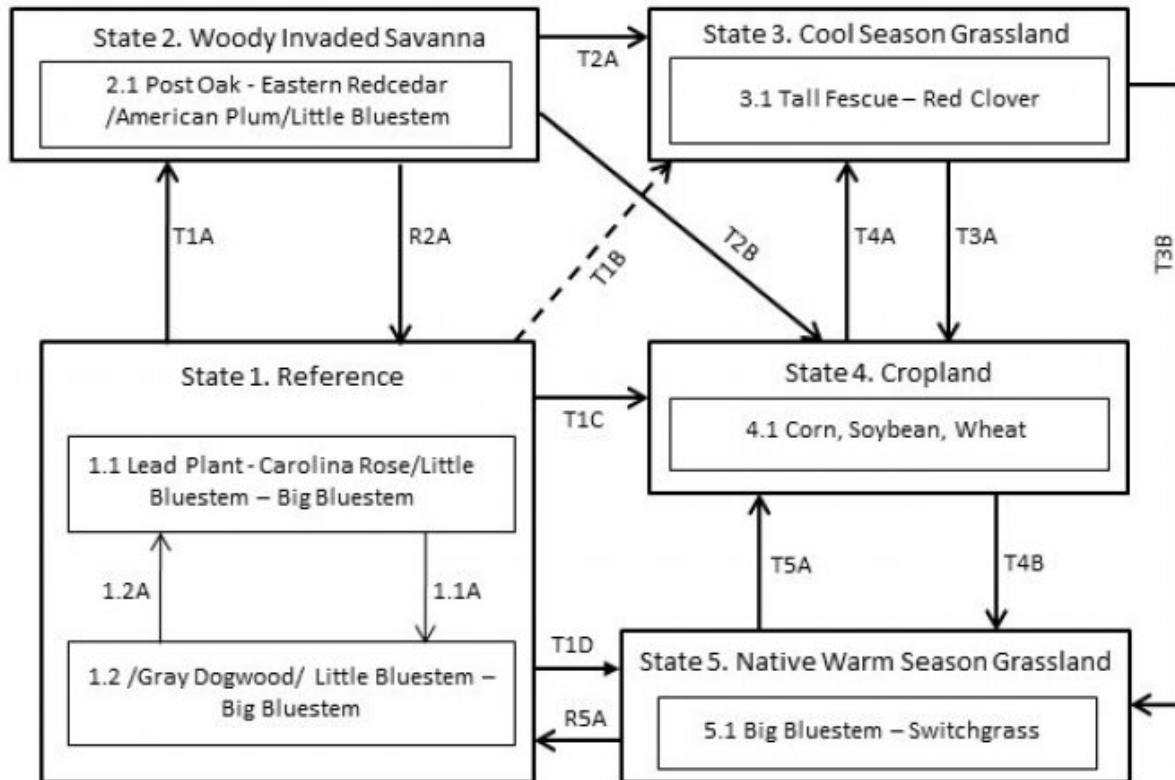 State 2. Woody Invaded Savanna
2.1 Post Oak - Eastern Redcedar
/American Plum/Little Bluestem
T2A
State 3. Cool Season Grassland
3.1 Tall Fescue – Red Clover
T1A
R2A
T1B
T2B
T4A
T3A
T3B
State 1. Reference
1.1 Lead Plant - Carolina Rose/Little
Bluestem – Big Bluestem
1.2A
1.1A
1.2 /Gray Dogwood/ Little Bluestem –
Big Bluestem
T1C
State 4. Cropland
4.1 Corn, Soybean, Wheat
T5A
T4B
T1D
R5A
State 5. Native Warm Season Grassland
5.1 Big Bluestem – Switchgrass